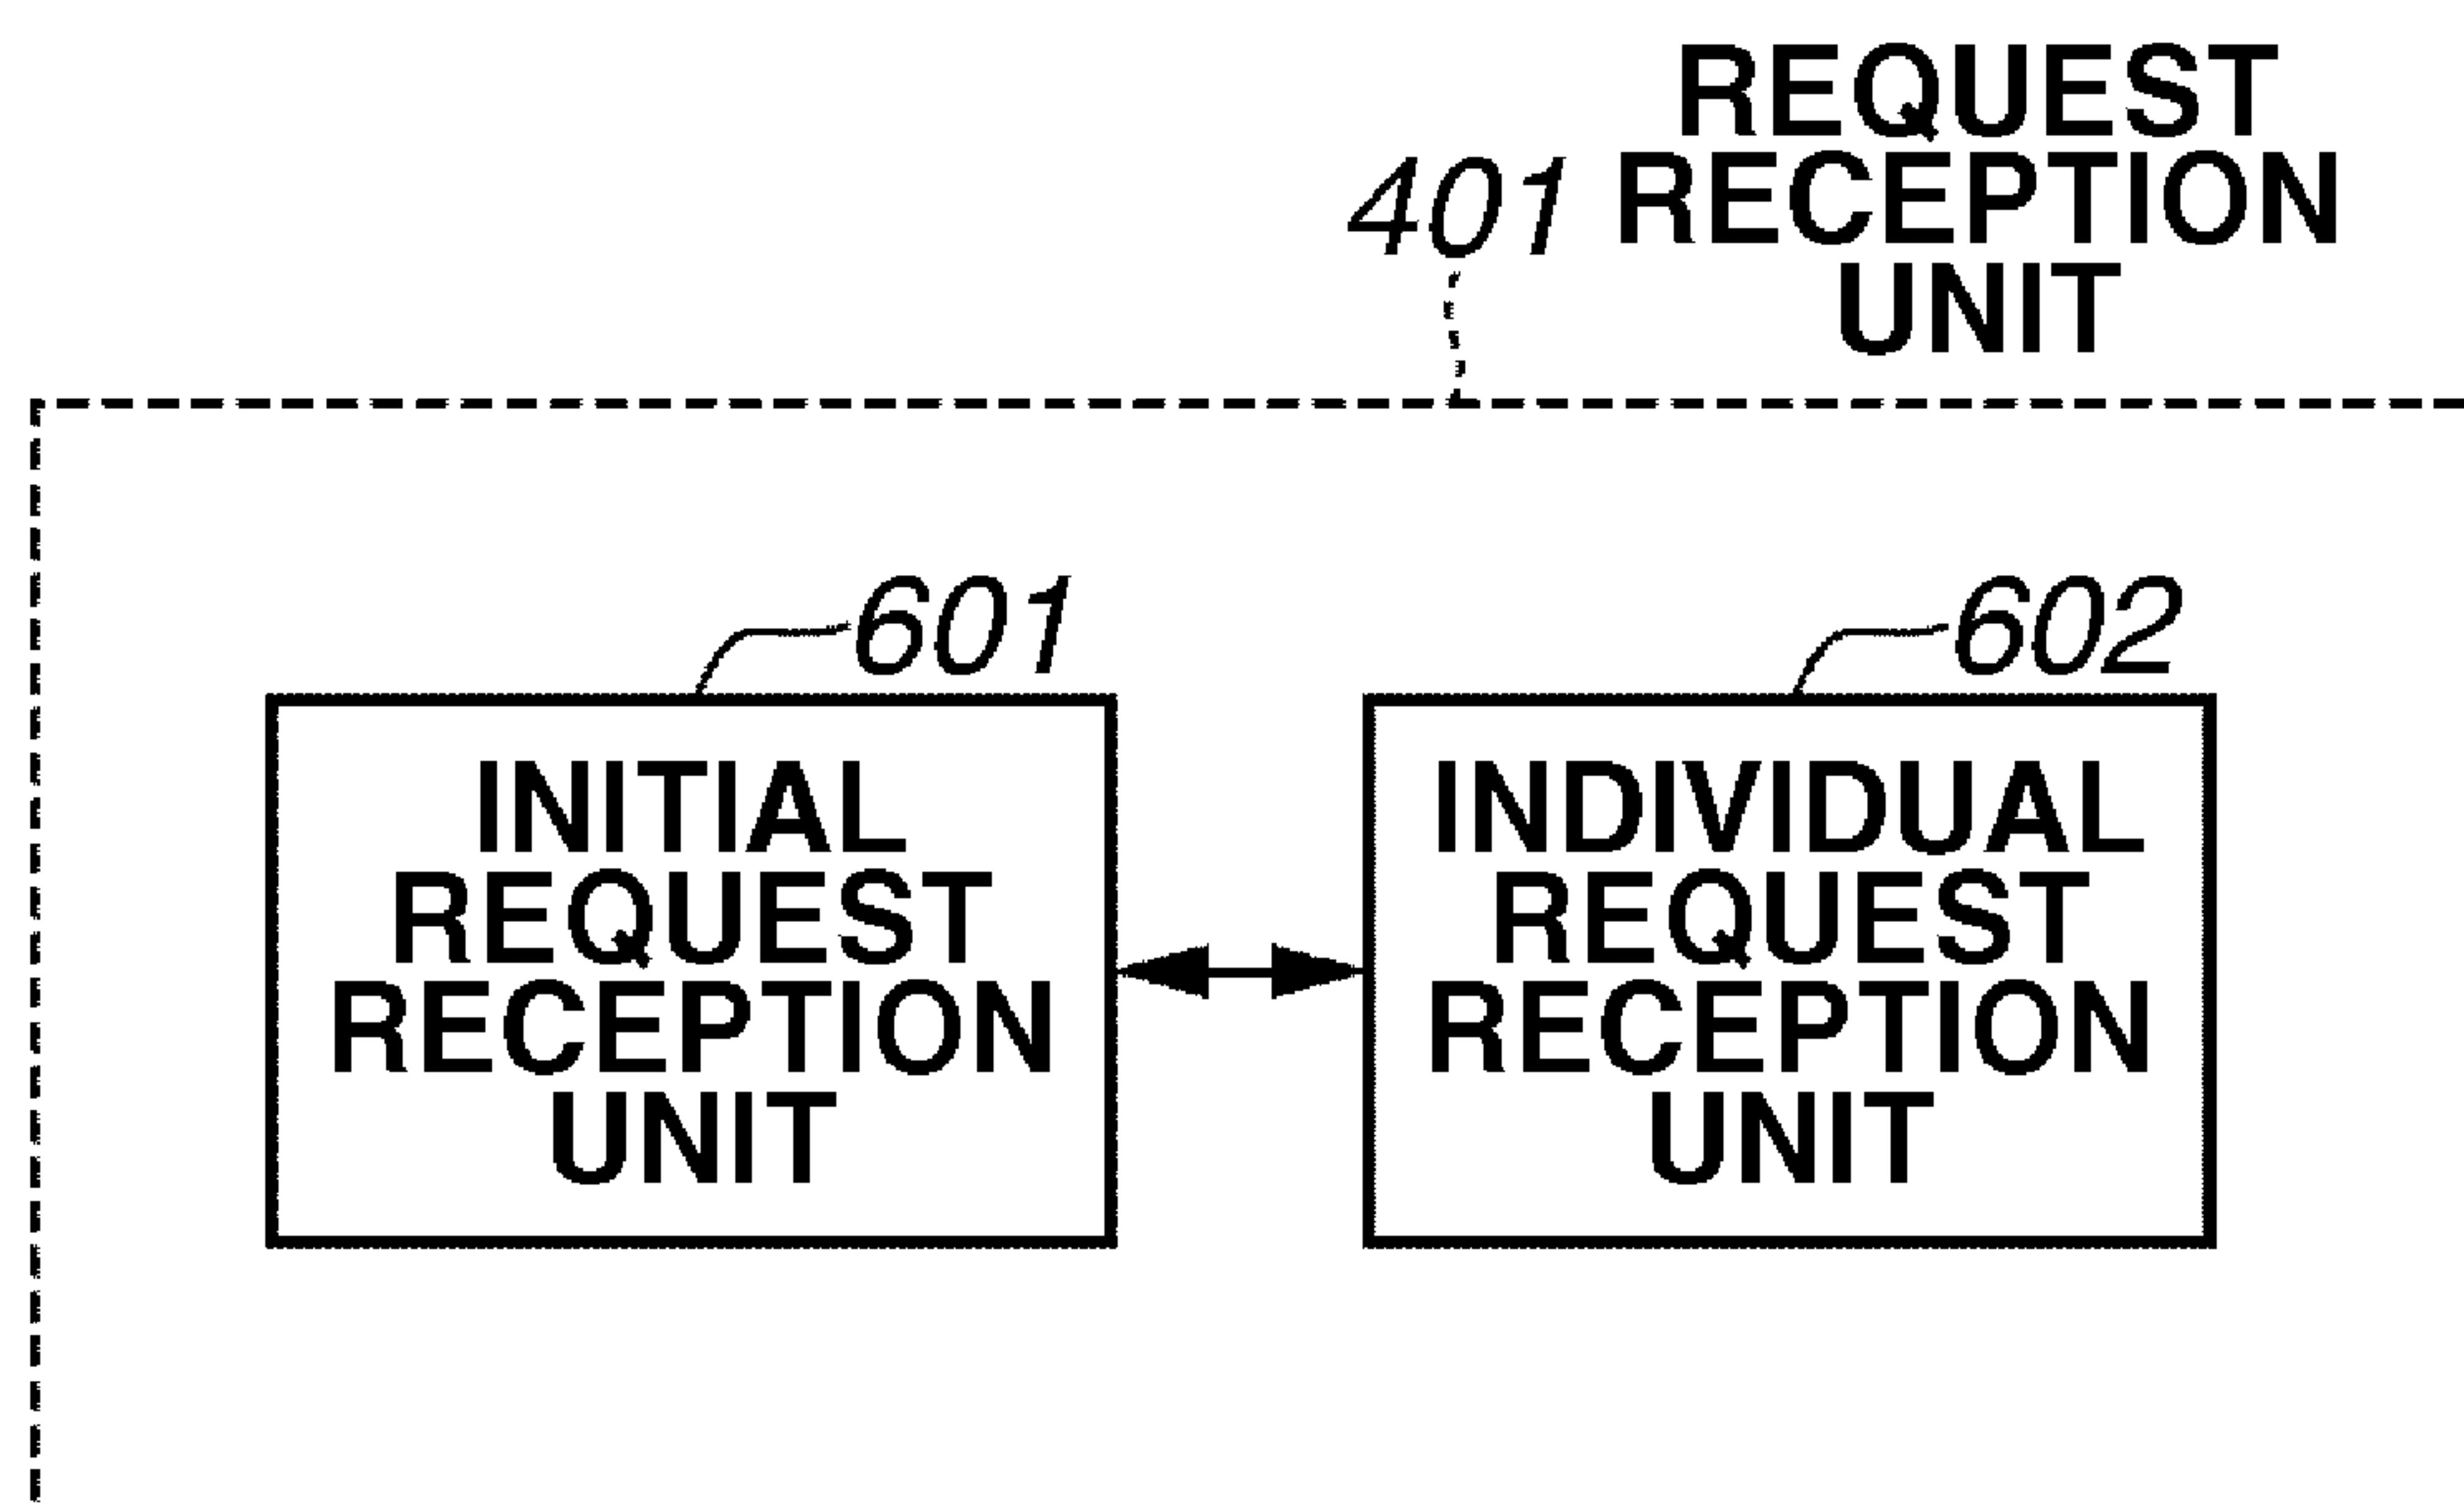 REQUEST
401 RECEPTION
UNIT
601
INITIAL
REQUEST
RECEPTION
UNIT
602
INDIVIDUAL
REQUEST
RECEPTION
UNIT